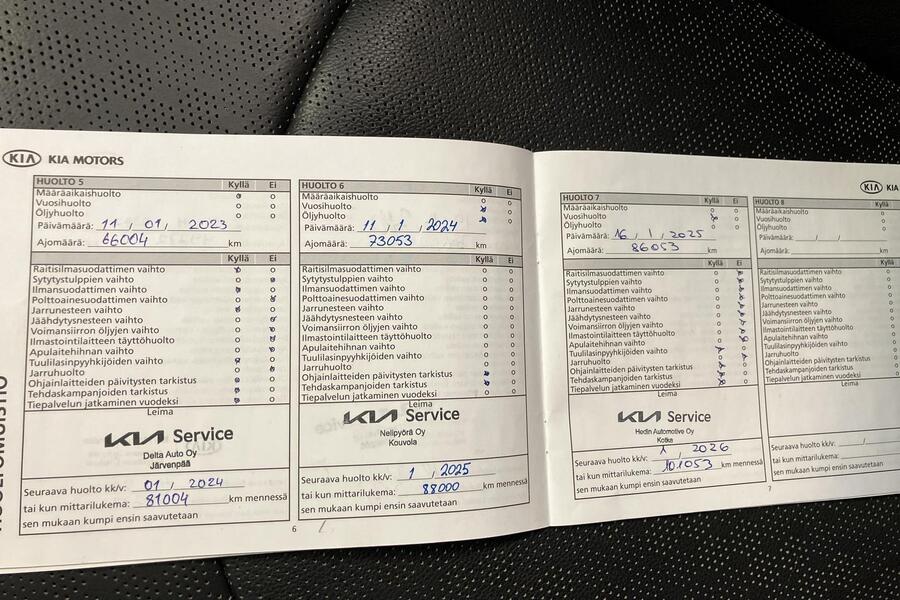 KIA KIA MOTORS
HUOLTO 5 Kyllä Ei
Määräaikaishuolto
Vuosihuolto
Öljyhuolto
Päivämäärä: 11, 01, 2023
Ajomäärä: 66004 km
Kyllä Ei
Raitisilmasuodattimen vaihto
Sytytystulppien vaihto
Ilmansuodattimen vaihto
Polttoainesuodattimen vaihto
Jarrunesteen vaihto
Jäähdytysnesteen vaihto
Voimansiirron öljyjen vaihto
Ilmastointilaitteen täyttöhuolto
Apulaitehihnan vaihto
Tuulilasinpyyhkijöiden vaihto
Jarruhuolto
Ohjainlaitteiden päivitysten tarkistus
Tehdaskampanjoiden tarkistus
Tiepalvelun jatkaminen vuodeksi
Leima
KIA Service
Delta Auto Oy
Järvenpää
Seuraava huolto kk/v: 01, 2024
tai kun mittarilukema: 81004 km mennessä
sen mukaan kumpi ensin saavutetaan
HUOLTO 6 Kyllä Ei
Määräaikaishuolto
Vuosihuolto
Öljyhuolto
Päivämäärä: 11, 1, 2024
Ajomäärä: 73053 km
Kyllä Ei
Raitisilmasuodattimen vaihto
Sytytystulppien vaihto
Ilmansuodattimen vaihto
Polttoainesuodattimen vaihto
Jarrunesteen vaihto
Jäähdytysnesteen vaihto
Voimansiirron öljyjen vaihto
Ilmastointilaitteen täyttöhuolto
Apulaitehihnan vaihto
Tuulilasinpyyhkijöiden vaihto
Jarruhuolto
Ohjainlaitteiden päivitysten tarkistus
Tehdaskampanjoiden tarkistus
Tiepalvelun jatkaminen vuodeksi
Leima
KIA Service
Nelipyörä Oy
Kouvola
Seuraava huolto kk/v: 1, 2025
tai kun mittarilukema: 88000 km mennessä
sen mukaan kumpi ensin saavutetaan
6
KIA KIA
HUOLTO 7 Kyllä Ei
Määräaikaishuolto
Vuosihuolto
Öljyhuolto
Päivämäärä: 16, 1, 2025
Ajomäärä: 86053 km
Kyllä Ei
Raitisilmasuodattimen vaihto
Sytytystulppien vaihto
Ilmansuodattimen vaihto
Polttoainesuodattimen vaihto
Jarrunesteen vaihto
Jäähdytysnesteen vaihto
Voimansiirron öljyjen vaihto
Ilmastointilaitteen täyttöhuolto
Apulaitehihnan vaihto
Tuulilasinpyyhkijöiden vaihto
Jarruhuolto
Ohjainlaitteiden päivitysten tarkistus
Tehdaskampanjoiden tarkistus
Tiepalvelun jatkaminen vuodeksi
Leima
KIA Service
Hedin Automotive Oy
Kotka
Seuraava huolto kk/v: 1, 2026
tai kun mittarilukema: 101053 km mennessä
sen mukaan kumpi ensin saavutetaan
HUOLTO 8 Kyllä
Määräaikaishuolto
Vuosihuolto
Öljyhuolto
Päivämäärä: / /
Ajomäärä:
Kyllä
Raitisilmasuodattimen vaihto
Sytytystulppien vaihto
Ilmansuodattimen vaihto
Polttoainesuodattimen vaihto
Jarrunesteen vaihto
Jäähdytysnesteen vaihto
Voimansiirron öljyjen vaihto
Ilmastointilaitteen täyttöhuolto
Apulaitehihnan vaihto
Tuulilasinpyyhkijöiden vaihto
Jarruhuolto
Ohjainlaitteiden päivitysten tarkistus
Tehdaskampanjoiden tarkistus
Tiepalvelun jatkaminen vuodeksi
Leima
Seuraava huolto kk/v: /
tai kun mittarilukema:
sen mukaan kumpi ensin saavutetaan
7